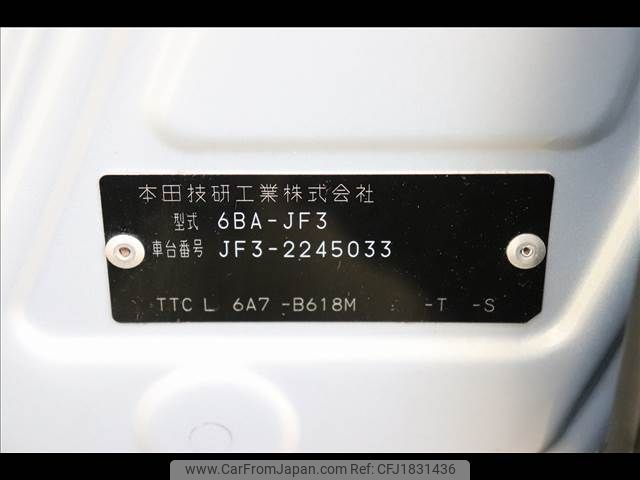 本田技研工業株式会社
型式 6BA-JF3
車台番号 JF3-2245033
TTC L 6A7 -B618M -T -S
www.CarFromJapan.com CFJ1831436